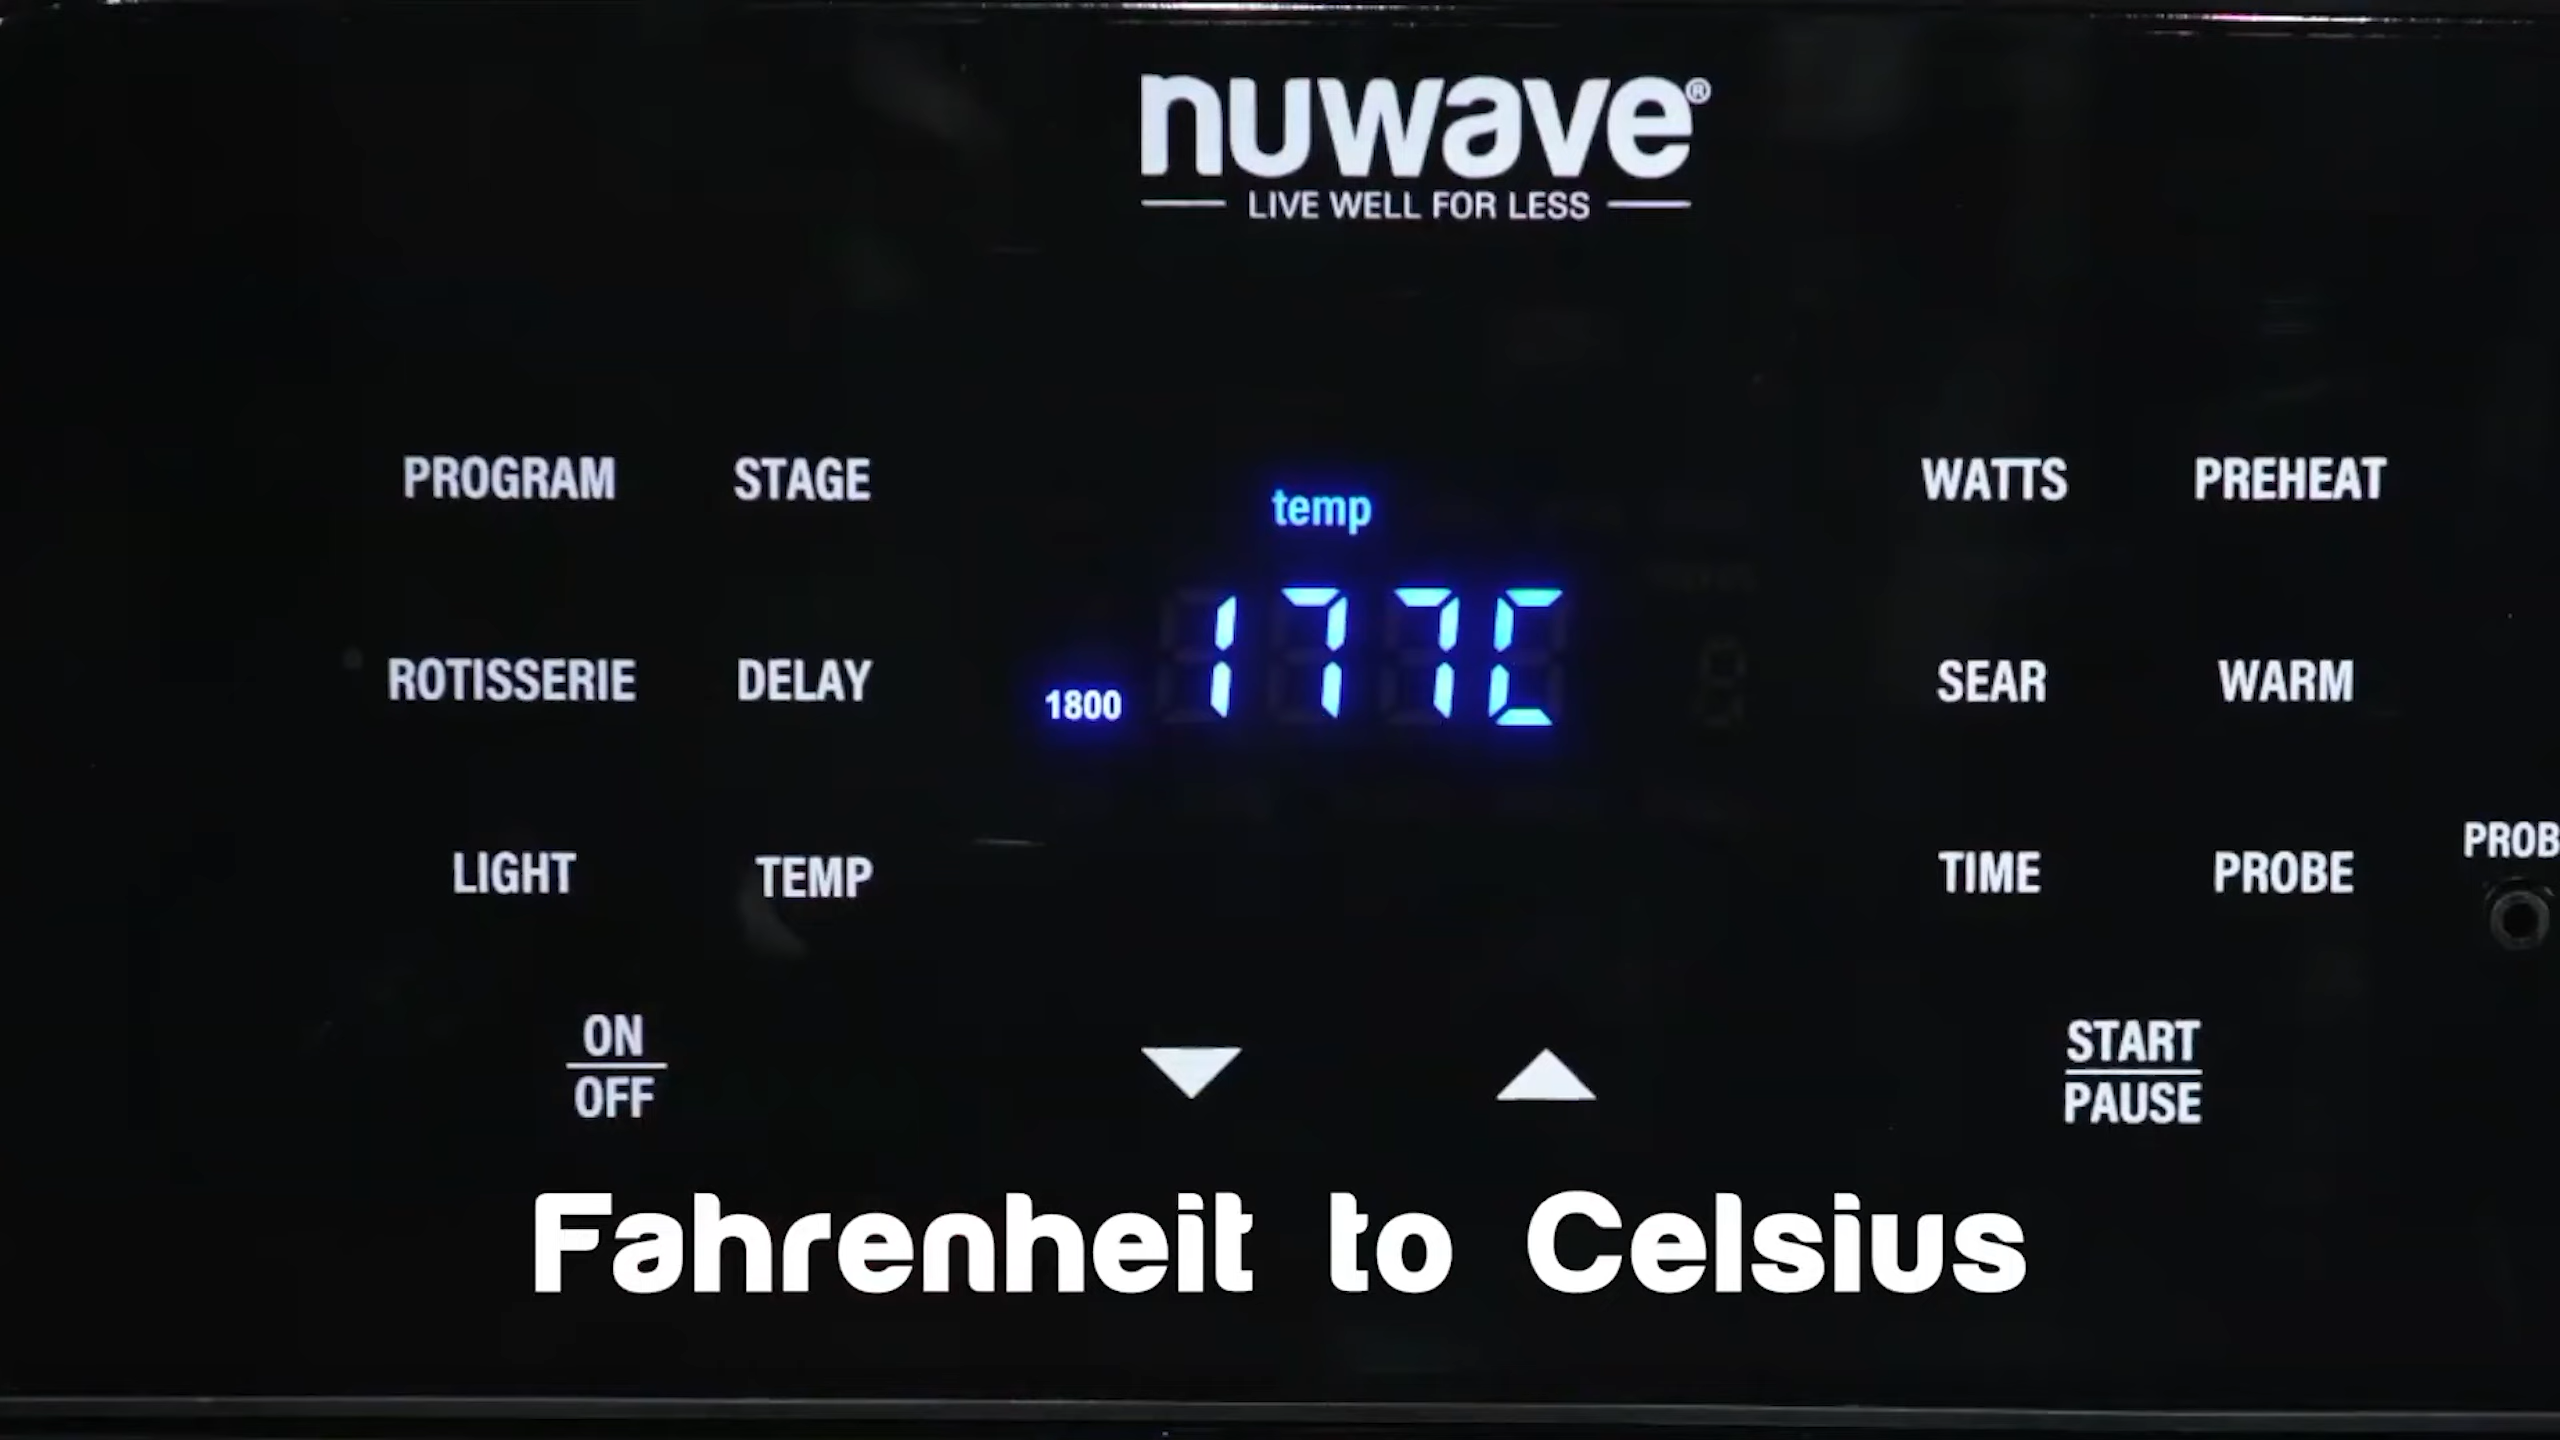 nuwave®
LIVE WELL FOR LESS
PROGRAM STAGE
temp
WATTS PREHEAT
ROTISSERIE DELAY
1800 177C
SEAR WARM
LIGHT TEMP
TIME PROBE
PROB
ON
OFF
START
PAUSE
Fahrenheit to Celsius